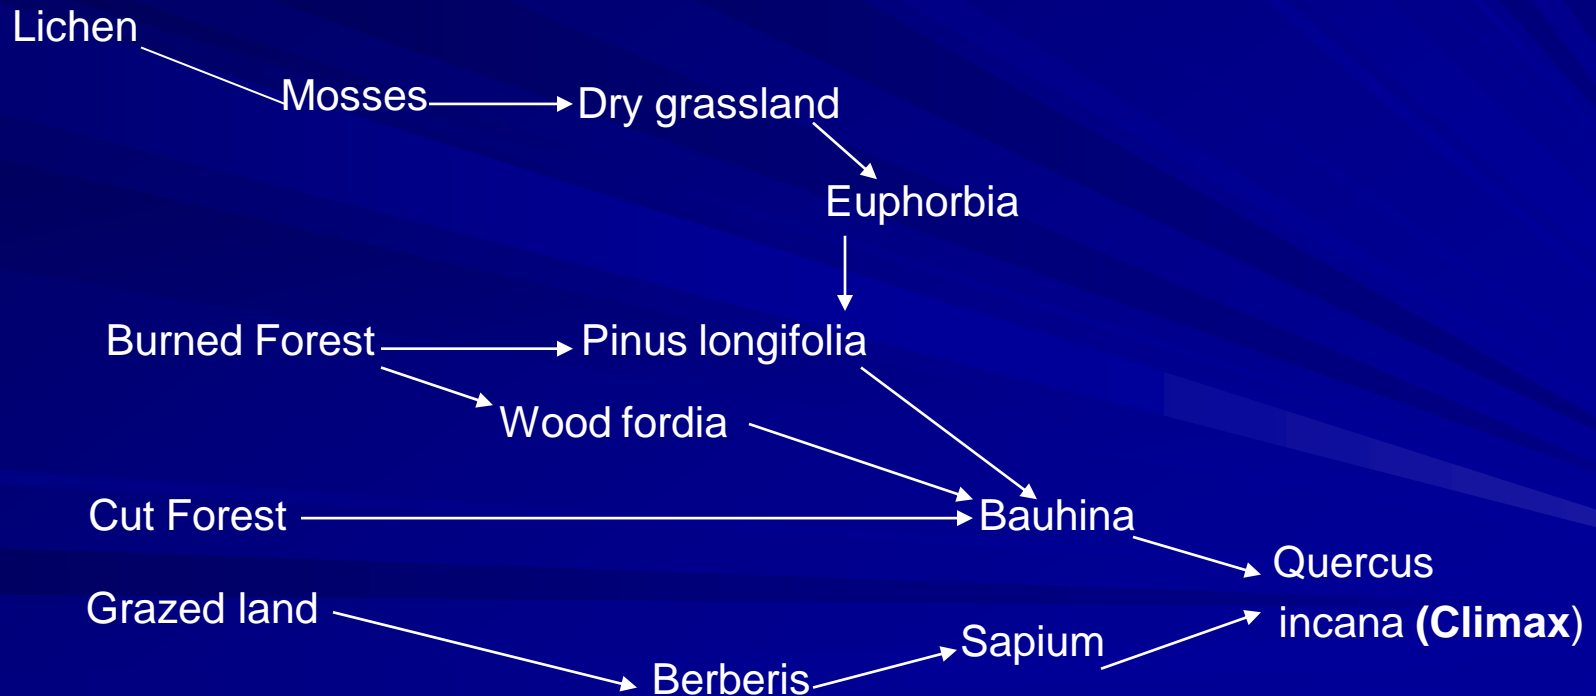 Lichen
Mosses
Dry grassland
Euphorbia
Burned Forest
Pinus longifolia
Wood fordia
Cut Forest
Bauhina
Quercus
incana (Climax)
Grazed land
Sapium
Berberis